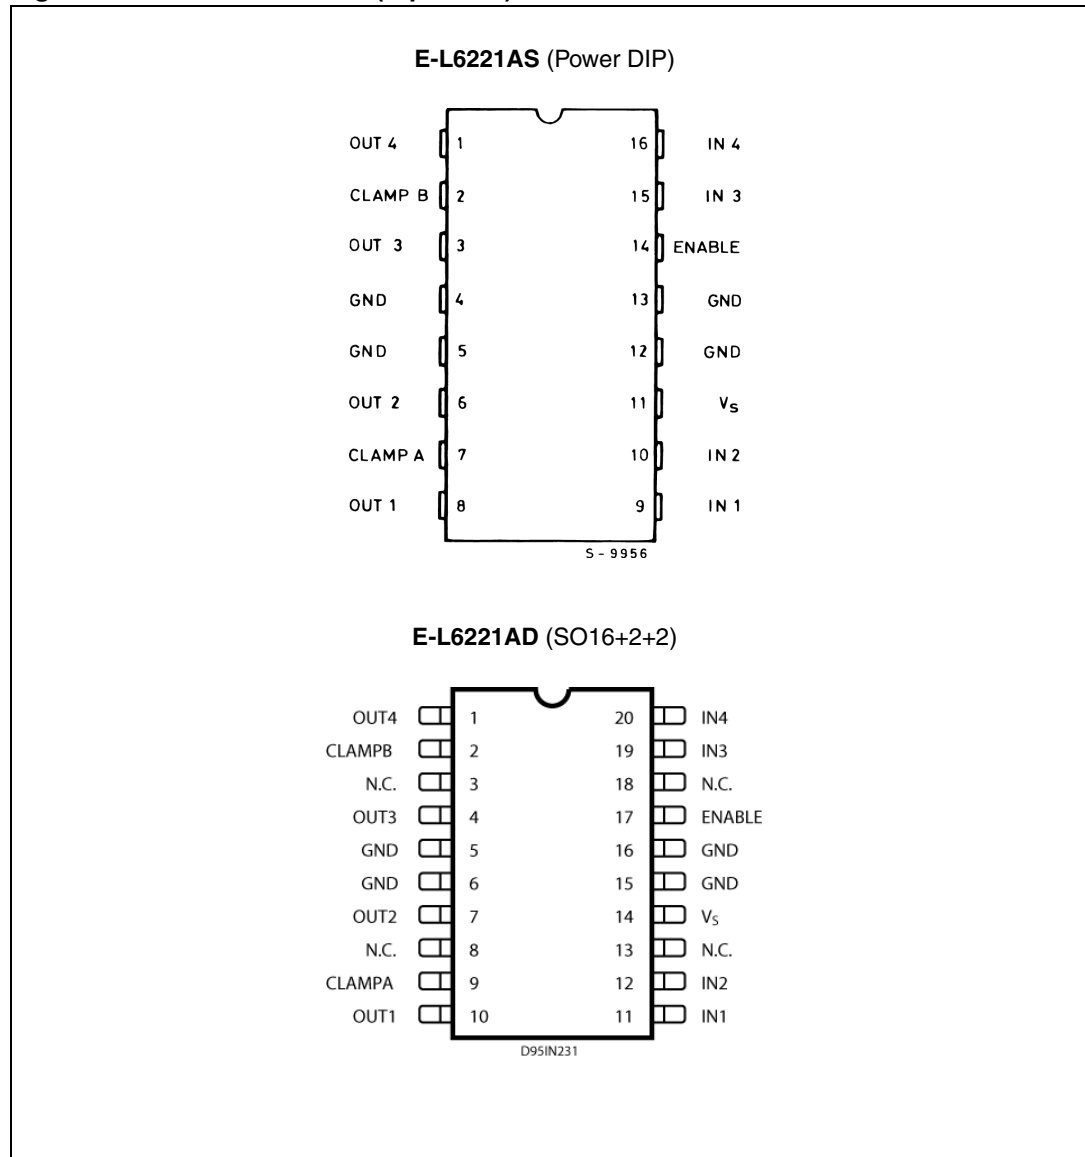 E-L6221AS (Power DIP)
OUT 4 1 16 IN 4
CLAMP B 2 15 IN 3
OUT 3 3 14 ENABLE
GND 4 13 GND
GND 5 12 GND
OUT 2 6 11 Vs
CLAMP A 7 10 IN 2
OUT 1 8 9 IN 1
S - 9956
E-L6221AD (SO16+2+2)
OUT4 1 20 IN4
CLAMPB 2 19 IN3
N.C. 3 18 N.C.
OUT3 4 17 ENABLE
GND 5 16 GND
GND 6 15 GND
OUT2 7 14 VS
N.C. 8 13 N.C.
CLAMPA 9 12 IN2
OUT1 10 11 IN1
D95IN231